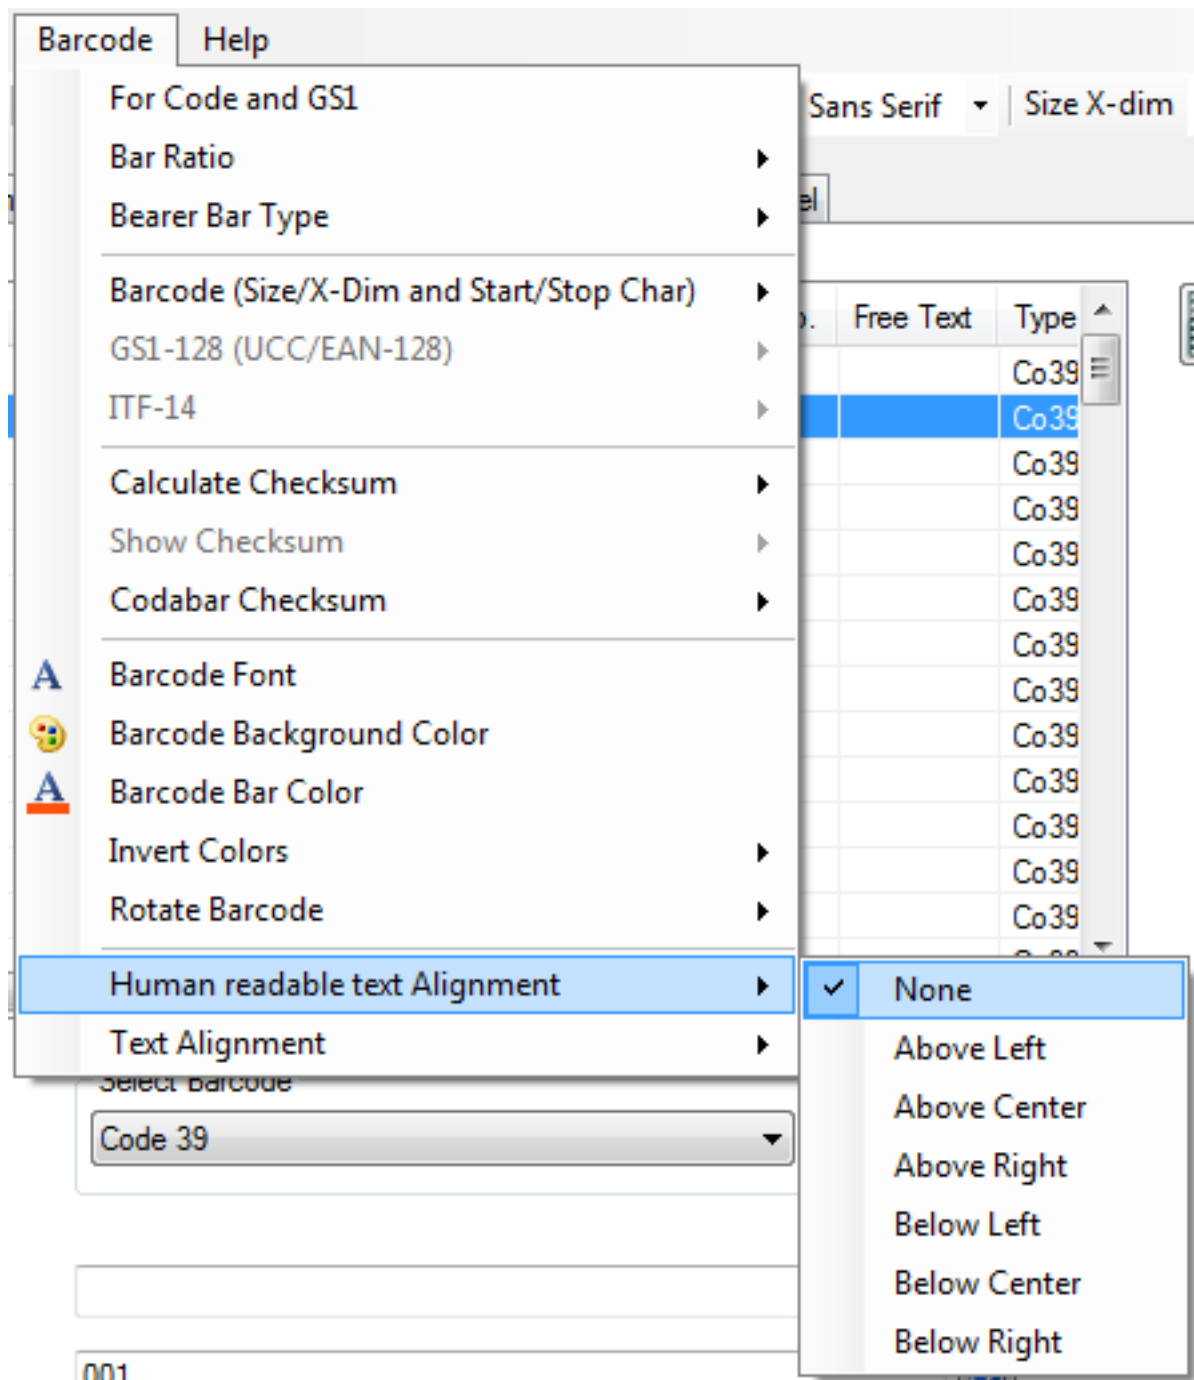 Barcode Help
For Code and GS1
Sans Serif Size X-dim
Bar Ratio
Bearer Bar Type
el
Barcode (Size/X-Dim and Start/Stop Char)
Free Text Type
GS1-128 (UCC/EAN-128)
Co39
ITF-14
Co39
Co39
Calculate Checksum
Co39
Show Checksum
Co39
Codabar Checksum
Co39
Co39
Barcode Font
Co39
Barcode Background Color
Co39
Barcode Bar Color
Co39
Co39
Invert Colors
Co39
Rotate Barcode
Co39
Human readable text Alignment
None
Text Alignment
Above Left
Select Barcode
Above Center
Code 39
Above Right
Below Left
Below Center
Below Right
001